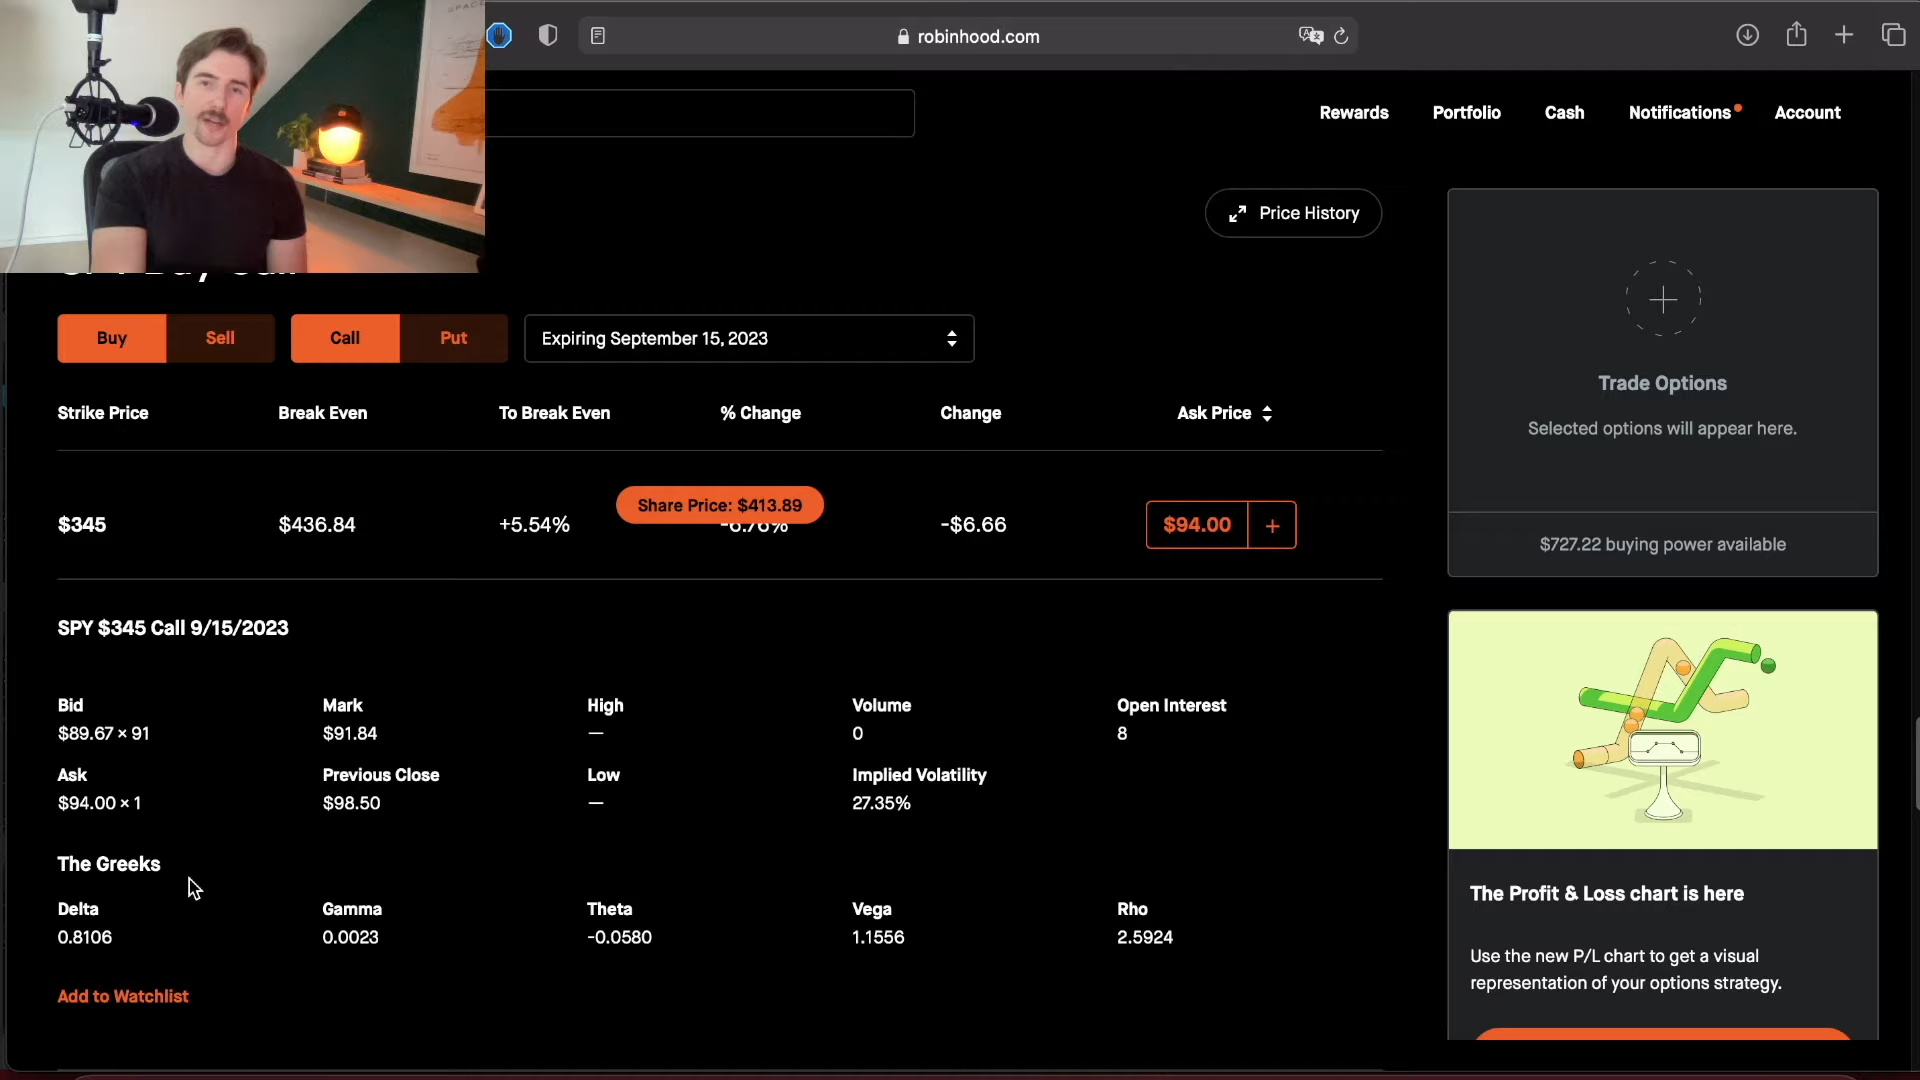 SPACE
robinhood.com
Rewards
Portfolio
Cash
Notifications
Account
Price History
SPY Buy Call
Buy
Sell
Call
Put
Expiring September 15, 2023
Strike Price
Break Even
To Break Even
% Change
Change
Ask Price
Share Price: $413.89
$345
$436.84
+5.54%
-6.76%
-$6.66
$94.00
+
SPY $345 Call 9/15/2023
Bid
Mark
High
Volume
Open Interest
$89.67 × 91
$91.84
—
0
8
Ask
Previous Close
Low
Implied Volatility
$94.00 × 1
$98.50
—
27.35%
The Greeks
Delta
Gamma
Theta
Vega
Rho
0.8106
0.0023
-0.0580
1.1556
2.5924
Add to Watchlist
Trade Options
Selected options will appear here.
$727.22 buying power available
The Profit & Loss chart is here
Use the new P/L chart to get a visual
representation of your options strategy.